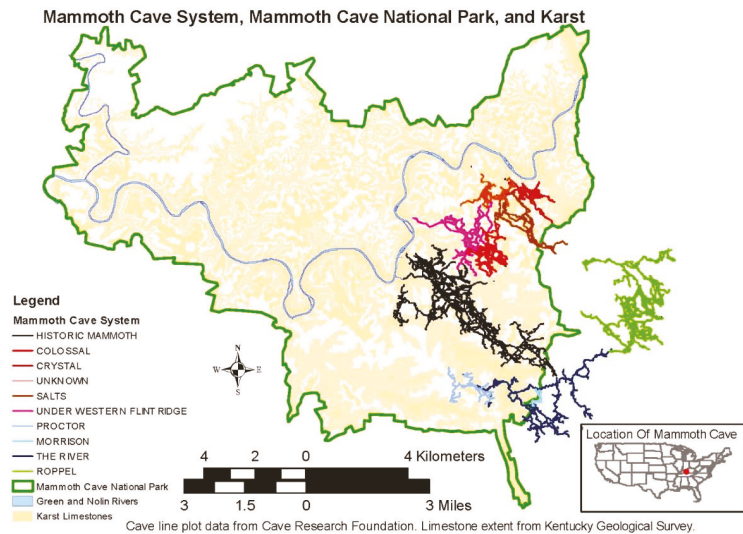 Mammoth Cave System, Mammoth Cave National Park, and Karst
Legend
Mammoth Cave System
HISTORIC MAMMOTH
COLOSSAL
CRYSTAL
UNKNOWN
SALTS
UNDER WESTERN FLINT RIDGE
PROCTOR
MORRISON
THE RIVER
ROPPEL
Mammoth Cave National Park
Green and Nolin Rivers
Karst Limestones
N
W E
S
4 2 0 4 Kilometers
3 1.5 0 3 Miles
Location Of Mammoth Cave
Cave line plot data from Cave Research Foundation. Limestone extent from Kentucky Geological Survey.